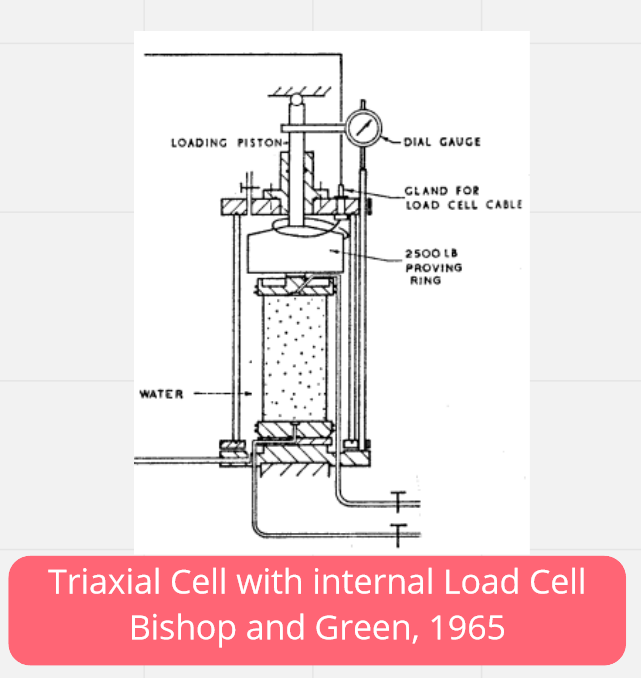 LOADING PISTON
DIAL GAUGE
GLAND FOR
LOAD CELL CABLE
2500 LB
PROVING
RING
WATER
Triaxial Cell with internal Load Cell
Bishop and Green, 1965